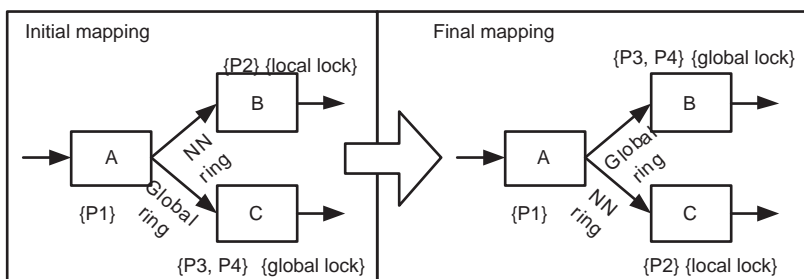 Initial mapping
{P2} {local lock}
B
A
NN
ring
Global
ring
{P1}
C
{P3, P4} {global lock}
Final mapping
{P3, P4} {global lock}
B
A
Global
ring
NN
ring
{P1}
C
{P2} {local lock}